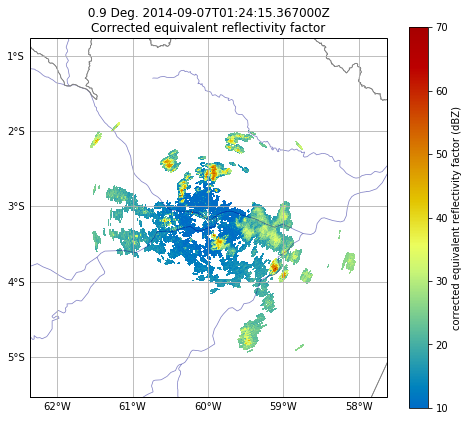 0.9 Deg. 2014-09-07T01:24:15.367000Z
Corrected equivalent reflectivity factor
1°S
2°S
3°S
4°S
5°S
62°W
61°W
60°W
59°W
58°W
70
60
50
40
30
20
10
corrected equivalent reflectivity factor (dBZ)